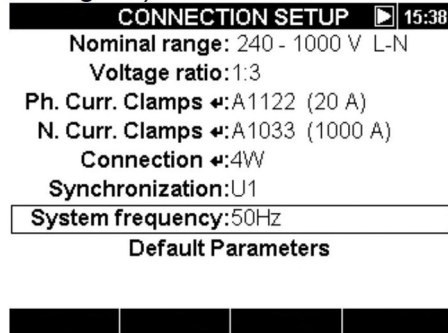 CONNECTION SETUP 15:38
Nominal range: 240 - 1000 V L-N
Voltage ratio:1:3
Ph. Curr. Clamps ↵:A1122 (20 A)
N. Curr. Clamps ↵:A1033 (1000 A)
Connection ↵:4W
Synchronization:U1
System frequency:50Hz
Default Parameters